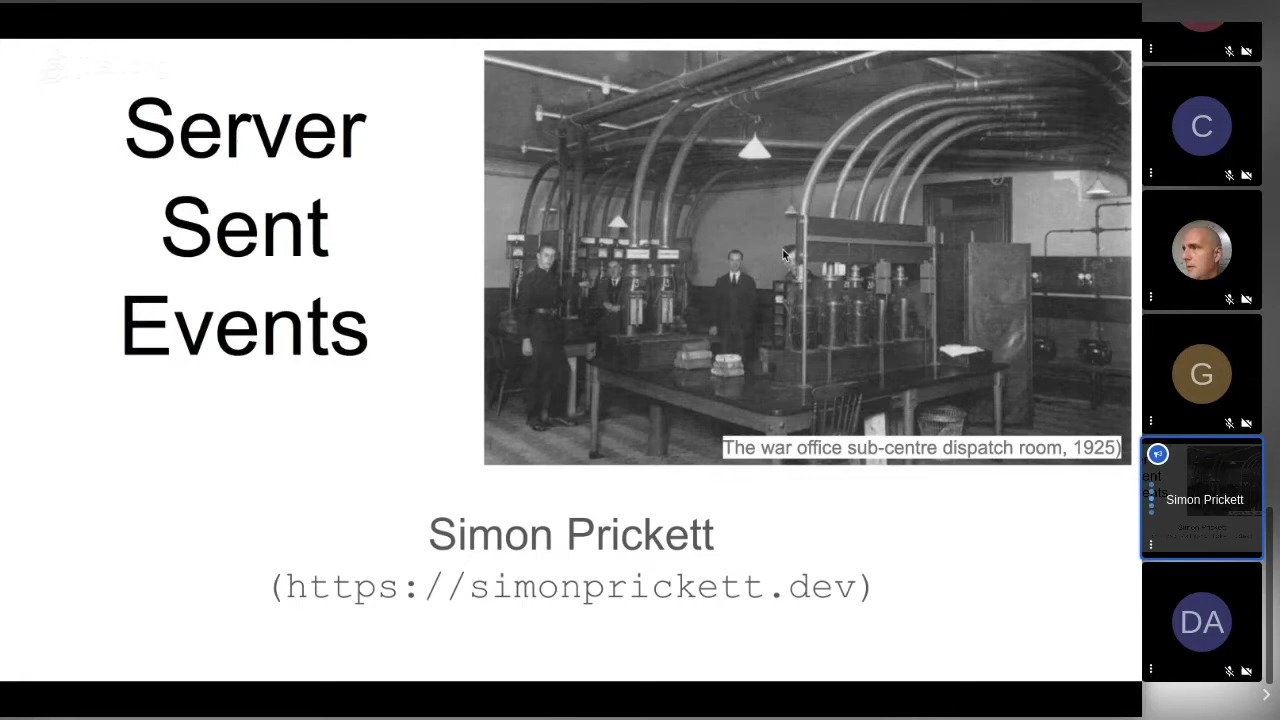 Server
Sent
Events
The war office sub-centre dispatch room, 1925)
Simon Prickett
(https://simonprickett.dev)
C
G
Simon Prickett
DA